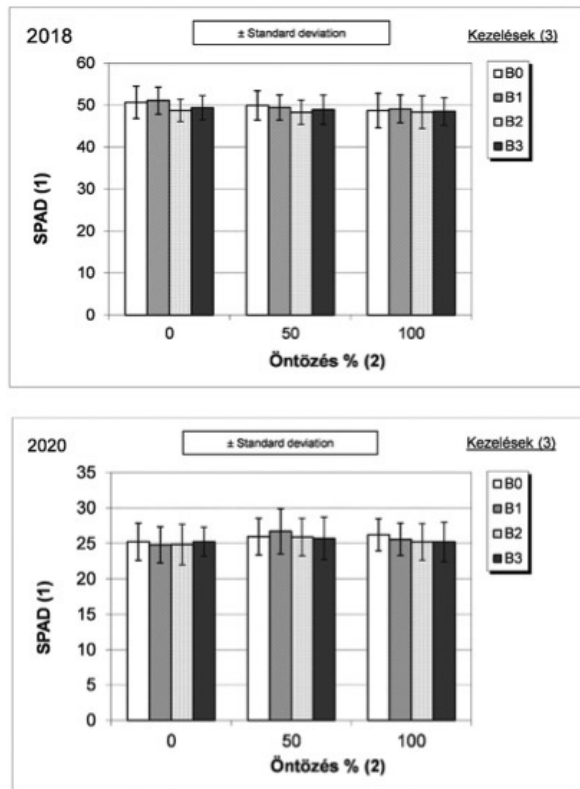 2018
± Standard deviation
Kezelések (3)
B0
B1
B2
B3
60
50
40
30
20
10
0
SPAD (1)
0 50 100
Öntözés % (2)
2020
± Standard deviation
Kezelések (3)
B0
B1
B2
B3
35
30
25
20
15
10
5
0
SPAD (1)
0 50 100
Öntözés % (2)